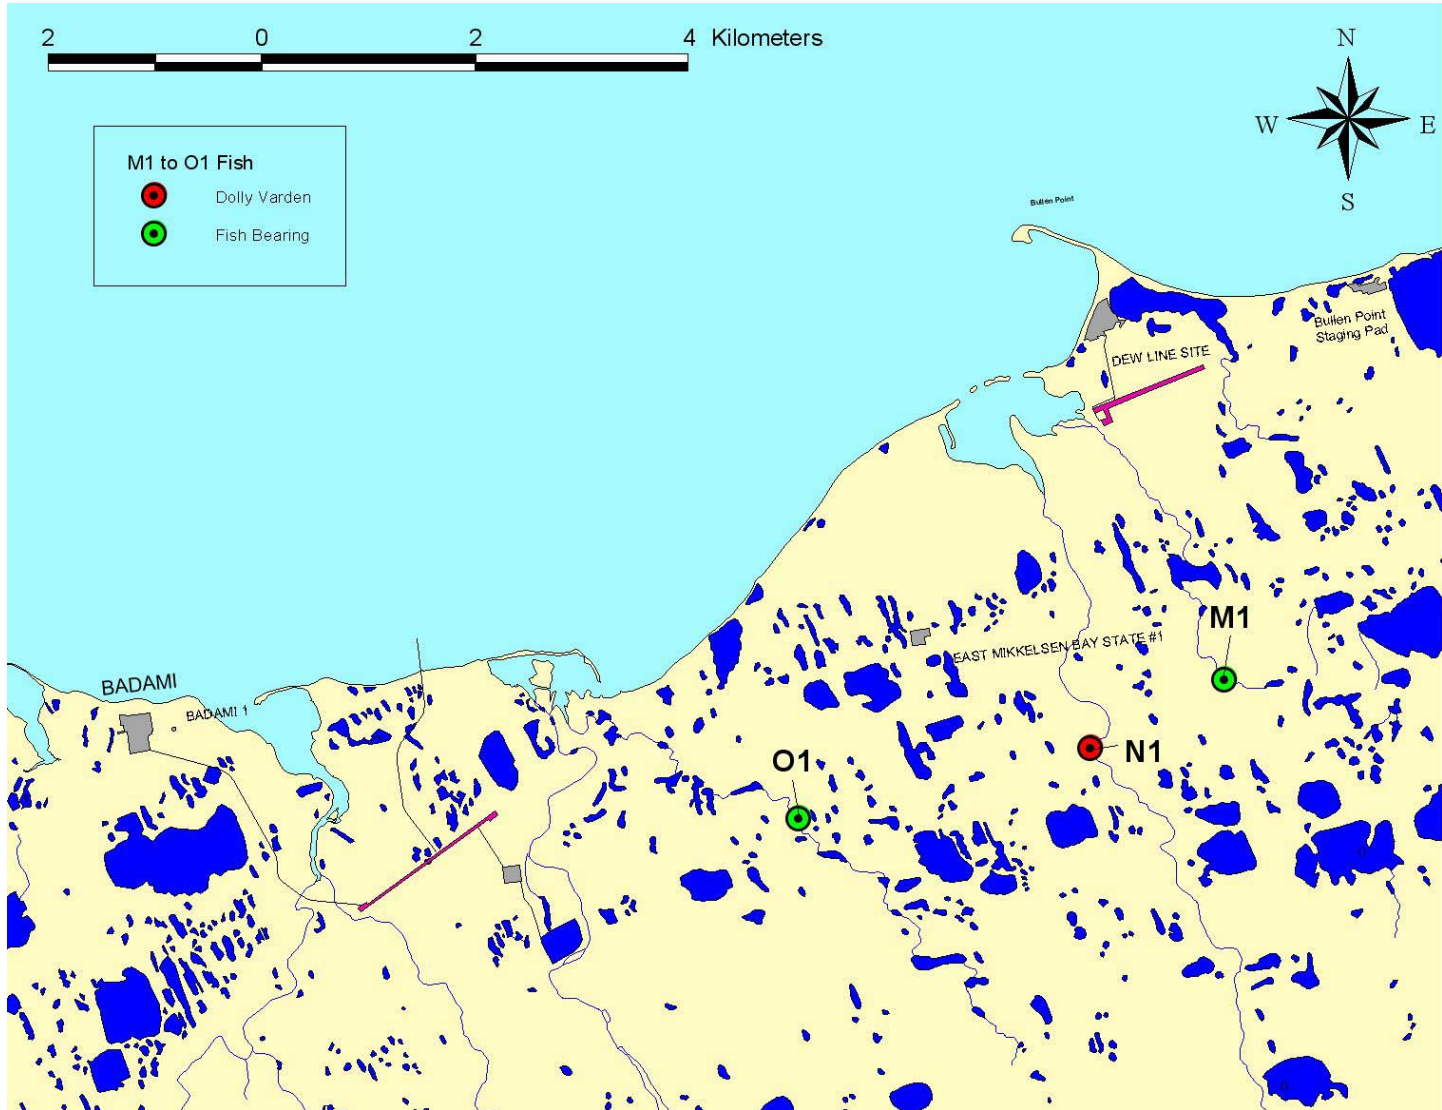 2 0 2 4 Kilometers
N
W E
S
M1 to O1 Fish
Dolly Varden
Fish Bearing
Bullen Point
Bullen Point
Staging Pad
DEW LINE SITE
M1
EAST MIKKELSEN BAY STATE #1
BADAMI
BADAMI 1
N1
O1